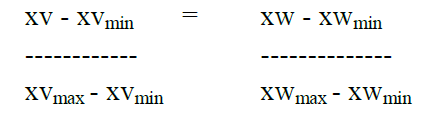 xv - xvmin = xw - xwmin
------------ --------------
xvmax - xvmin xwmax - xwmin